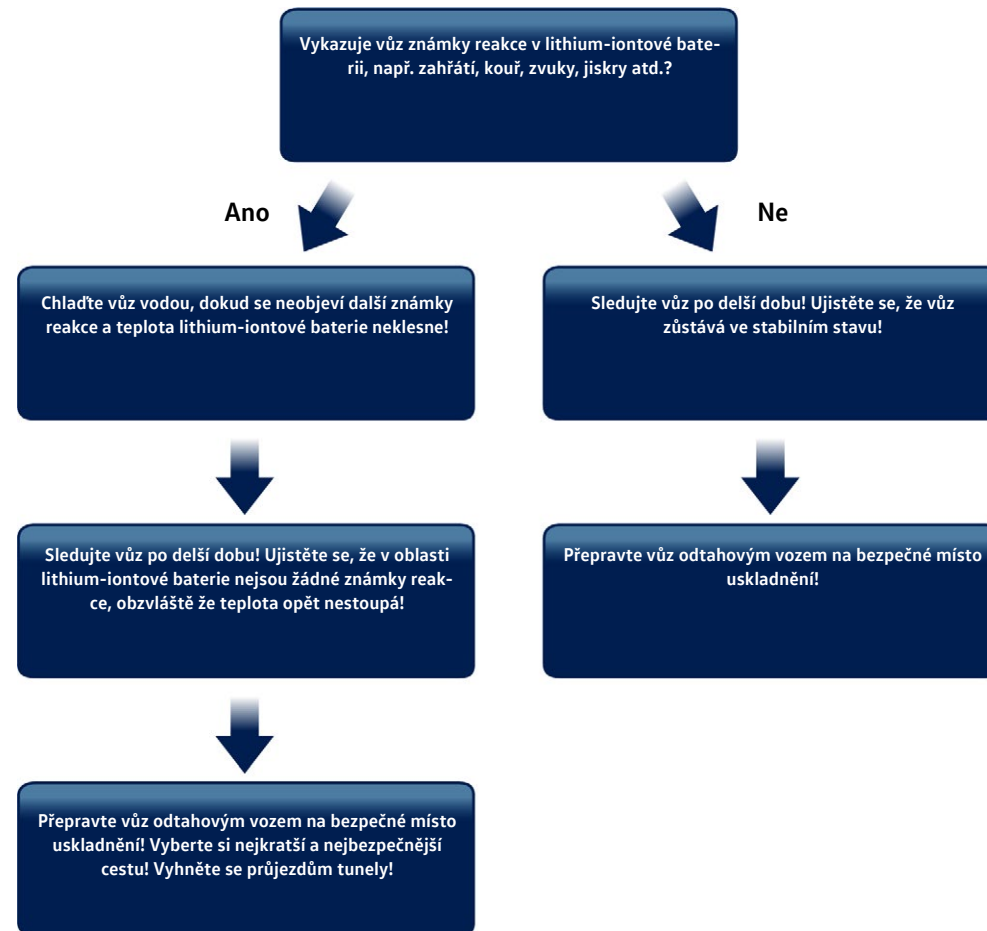 Vykazuje vůz známky reakce v lithium-iontové bate-
rii, např. zahřátí, kouř, zvuky, jiskry atd.?
Ano
Ne
Chlaďte vůz vodou, dokud se neobjeví další známky
reakce a teplota lithium-iontové baterie neklesne!
Sledujte vůz po delší dobu! Ujistěte se, že vůz
zůstává ve stabilním stavu!
Sledujte vůz po delší dobu! Ujistěte se, že v oblasti
lithium-iontové baterie nejsou žádné známky reak-
ce, obzvláště že teplota opět nestoupá!
Přepravte vůz odtahovým vozem na bezpečné místo
uskladnění!
Přepravte vůz odtahovým vozem na bezpečné místo
uskladnění! Vyberte si nejkratší a nejbezpečnější
cestu! Vyhněte se průjezdům tunely!